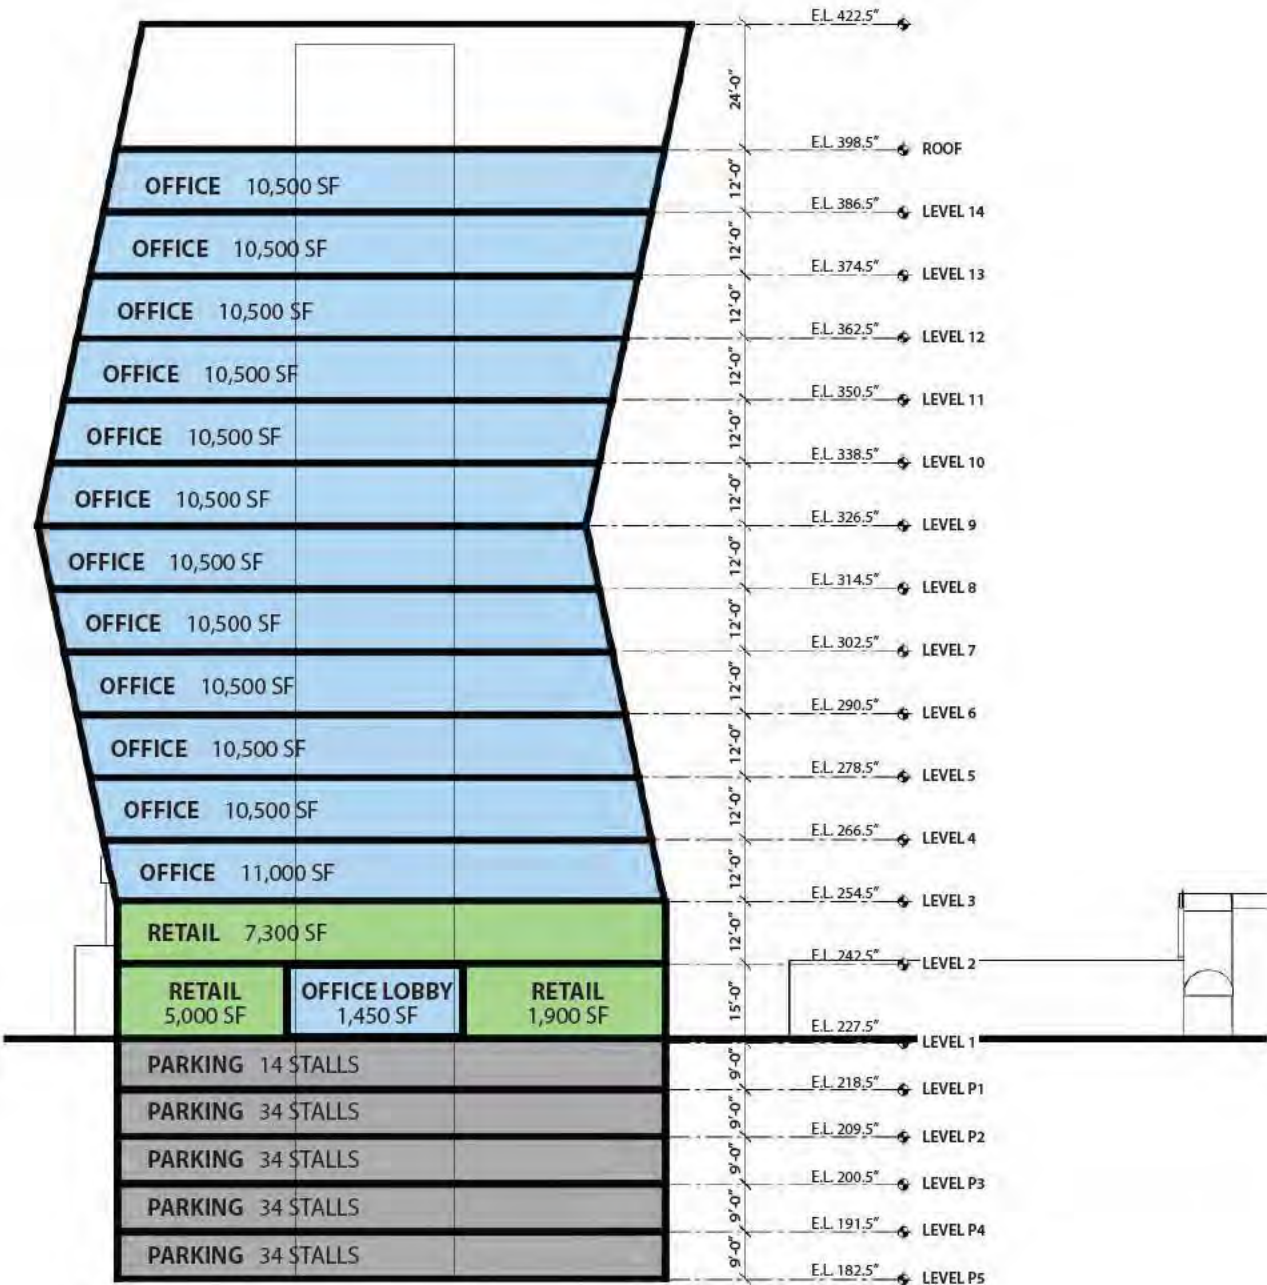 E.L. 422.5"
24'-0"
E.L. 398.5" ROOF
OFFICE 10,500 SF 12'-0"
E.L. 386.5" LEVEL 14
OFFICE 10,500 SF 12'-0"
E.L. 374.5" LEVEL 13
OFFICE 10,500 SF 12'-0"
E.L. 362.5" LEVEL 12
OFFICE 10,500 SF 12'-0"
E.L. 350.5" LEVEL 11
OFFICE 10,500 SF 12'-0"
E.L. 338.5" LEVEL 10
OFFICE 10,500 SF 12'-0"
E.L. 326.5" LEVEL 9
OFFICE 10,500 SF 12'-0"
E.L. 314.5" LEVEL 8
OFFICE 10,500 SF 12'-0"
E.L. 302.5" LEVEL 7
OFFICE 10,500 SF 12'-0"
E.L. 290.5" LEVEL 6
OFFICE 10,500 SF 12'-0"
E.L. 278.5" LEVEL 5
OFFICE 10,500 SF 12'-0"
E.L. 266.5" LEVEL 4
OFFICE 11,000 SF 12'-0"
E.L. 254.5" LEVEL 3
RETAIL 7,300 SF 12'-0"
E.L. 242.5" LEVEL 2
RETAIL OFFICE LOBBY RETAIL
5,000 SF 1,450 SF 1,900 SF 15'-0"
E.L. 227.5" LEVEL 1
PARKING 14 STALLS 9'-0"
E.L. 218.5" LEVEL P1
PARKING 34 STALLS 9'-0"
E.L. 209.5" LEVEL P2
PARKING 34 STALLS 9'-0"
E.L. 200.5" LEVEL P3
PARKING 34 STALLS 9'-0"
E.L. 191.5" LEVEL P4
PARKING 34 STALLS 9'-0"
E.L. 182.5" LEVEL P5